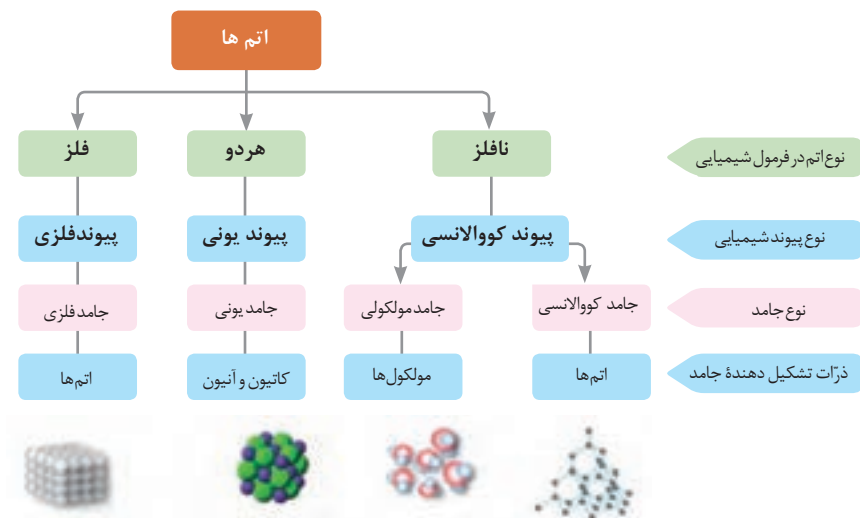 اتم ها
نوع اتم در فرمول شیمیایی
نافلز
هردو
فلز
نوع پیوند شیمیایی
پیوند کووالانسی
پیوند یونی
پیوند فلزی
نوع جامد
جامد کووالانسی
جامد مولکولی
جامد یونی
جامد فلزی
ذرّات تشکیل دهندهٔ جامد
اتم‌ها
مولکول‌ها
کاتیون و آنیون
اتم‌ها